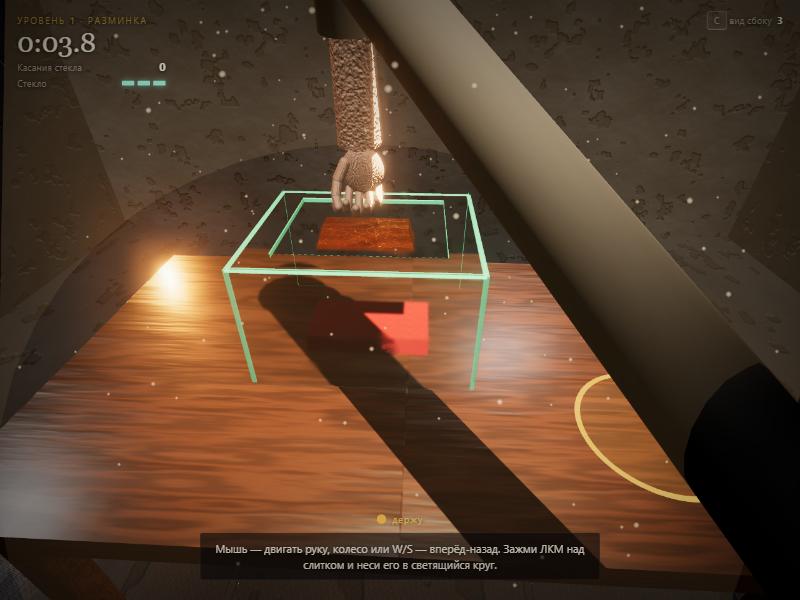 УРОВЕНЬ 1 · РАЗМИНКА
0:03.8
Касания стекла 0
Стекло
C вид сбоку 3
держу
Мышь — двигать руку, колесо или W/S — вперёд-назад. Зажми ЛКМ над
слитком и неси его в светящийся круг.